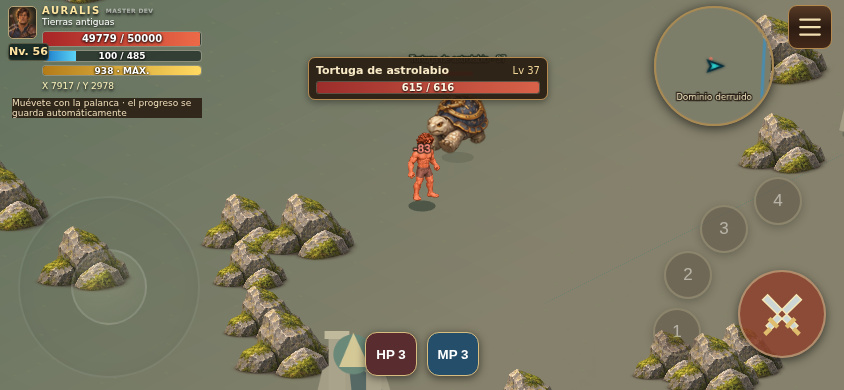 AURALIS MASTER DEV
Tierras antiguas
49779 / 50000
Nv. 56
100 / 485
938 · MÁX.
X 7917 / Y 2978
Muévete con la palanca · el progreso se
guarda automáticamente
Tortuga de astrolabio Lv 37
615 / 616
-83
Dominio derruido
4
3
2
1
HP 3
MP 3